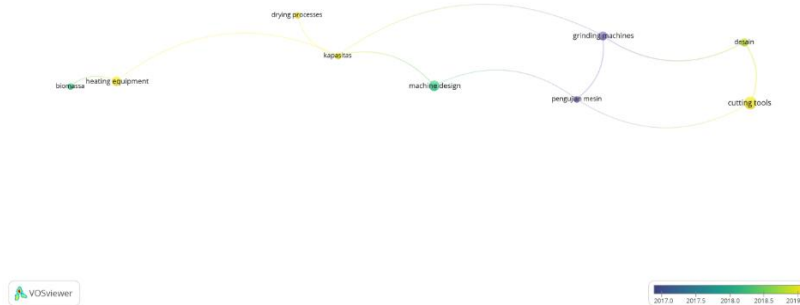 drying processes
grinding machines
desain
kapasitas
heating equipment
biomassa
machine design
pengujian mesin
cutting tools
VOSviewer
2017.0 2017.5 2018.0 2018.5 2019.